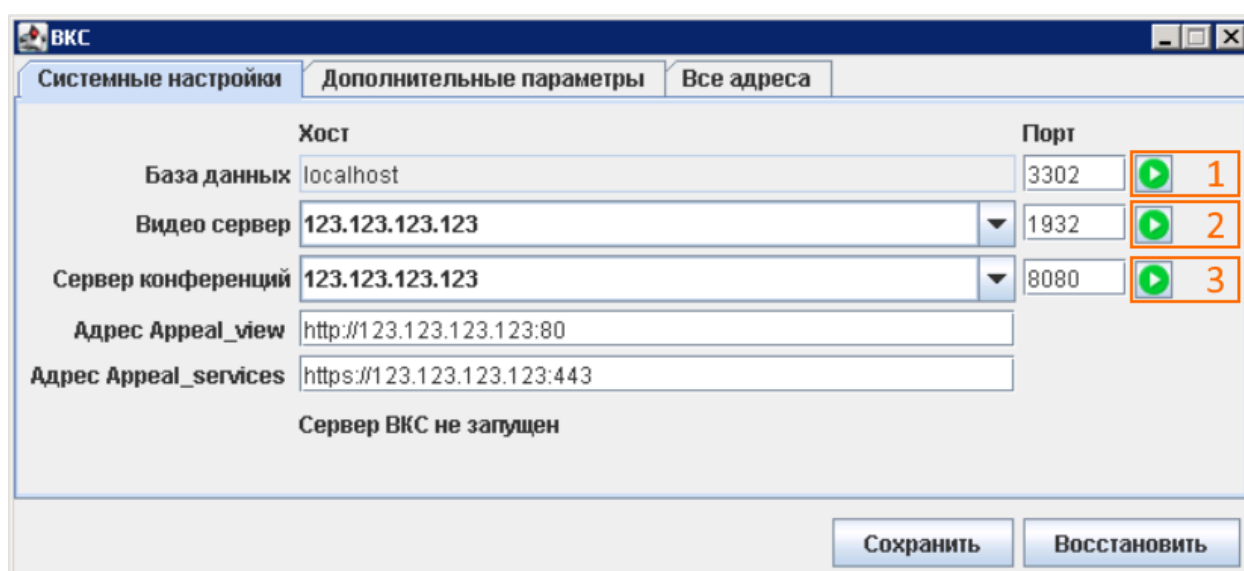 ВКС
Системные настройки Дополнительные параметры Все адреса
Хост Порт
База данных localhost 3302 1
Видео сервер 123.123.123.123 1932 2
Сервер конференций 123.123.123.123 8080 3
Адрес Appeal_view http://123.123.123.123:80
Адрес Appeal_services https://123.123.123.123:443
Сервер ВКС не запущен
Сохранить Восстановить